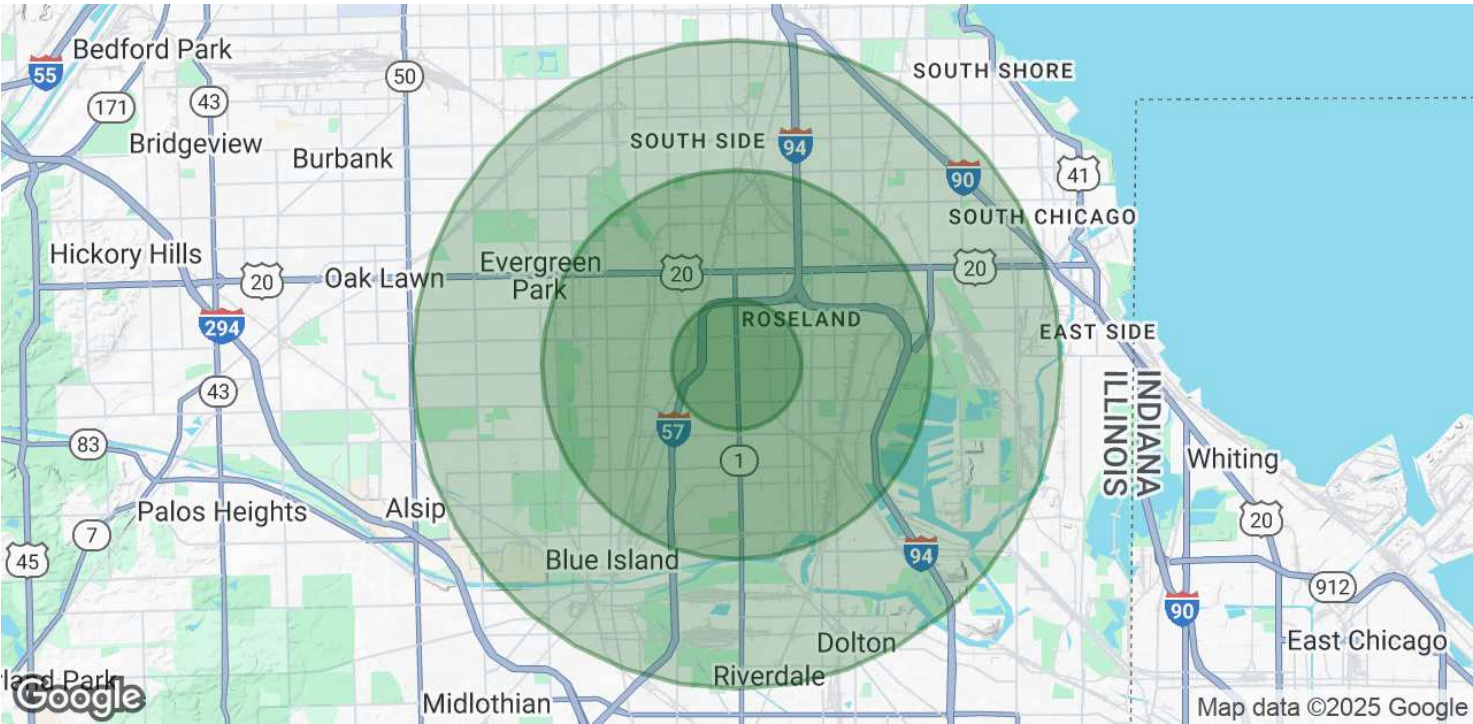 Bedford Park
55
171
43
50
Bridgeview
Burbank
SOUTH SIDE
94
SOUTH SHORE
90
41
SOUTH CHICAGO
Hickory Hills
20
Oak Lawn
Evergreen
Park
20
20
294
ROSELAND
EAST SIDE
43
57
83
1
INDIANA
ILLINOIS
Whiting
Palos Heights
Alsip
7
45
Blue Island
94
20
912
90
Dolton
East Chicago
Riverdale
Midlothian
Google
Map data ©2025 Google